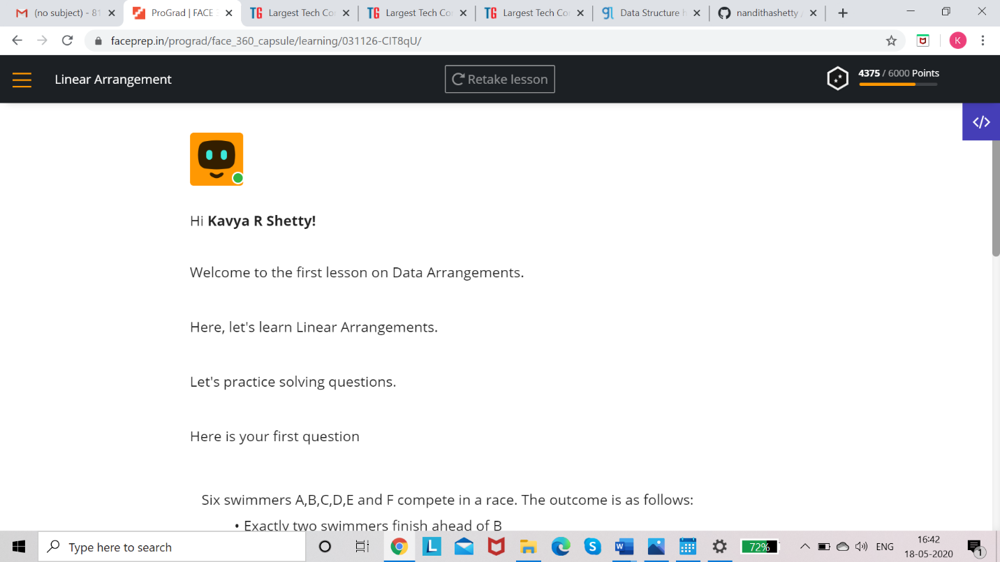 (no subject) - 81
ProGrad | FACE 3
Largest Tech Co
Largest Tech Co
Largest Tech Co
Data Structure h
nandithashetty /
faceprep.in/prograd/face_360_capsule/learning/031126-CIT8qU/
K
Linear Arrangement
Retake lesson
4375 / 6000 Points
</>
Hi Kavya R Shetty!
Welcome to the first lesson on Data Arrangements.
Here, let's learn Linear Arrangements.
Let's practice solving questions.
Here is your first question
Six swimmers A,B,C,D,E and F compete in a race. The outcome is as follows:
• Exactly two swimmers finish ahead of B
Type here to search
72%
ENG
16:42
18-05-2020
1